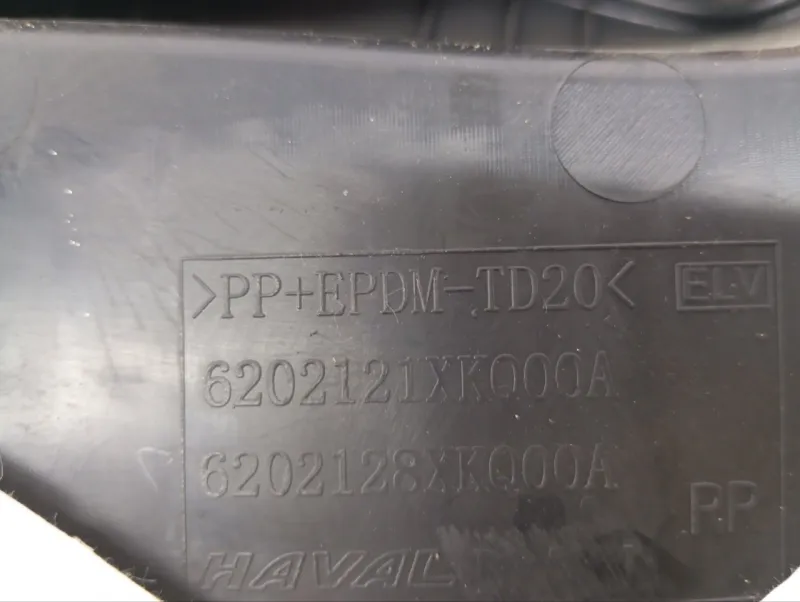 >PP+EPDM-TD20< ELV
6202121XKQ00A
6202128XKQ00A
PP
HAVAL